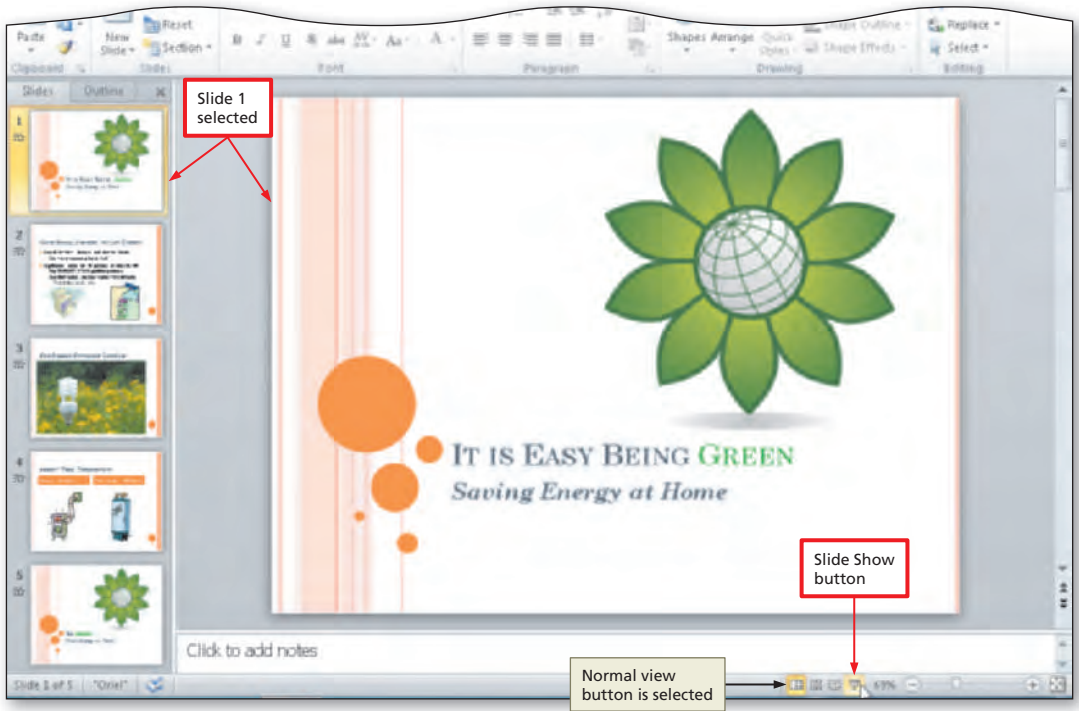 Paste
New
Slide
Reset
Section
Shapes Arrange Quick
Styles
Shape Outline
Shape Effects
Replace
Select
Clipboard
Slides
Font
Paragraph
Drawing
Editing
Slides
Outline
Slide 1
selected
1
2
3
4
5
IT IS EASY BEING GREEN
Saving Energy at Home
Slide Show
button
Click to add notes
Normal view
button is selected
Slide 1 of 5
"Oriel"
69%